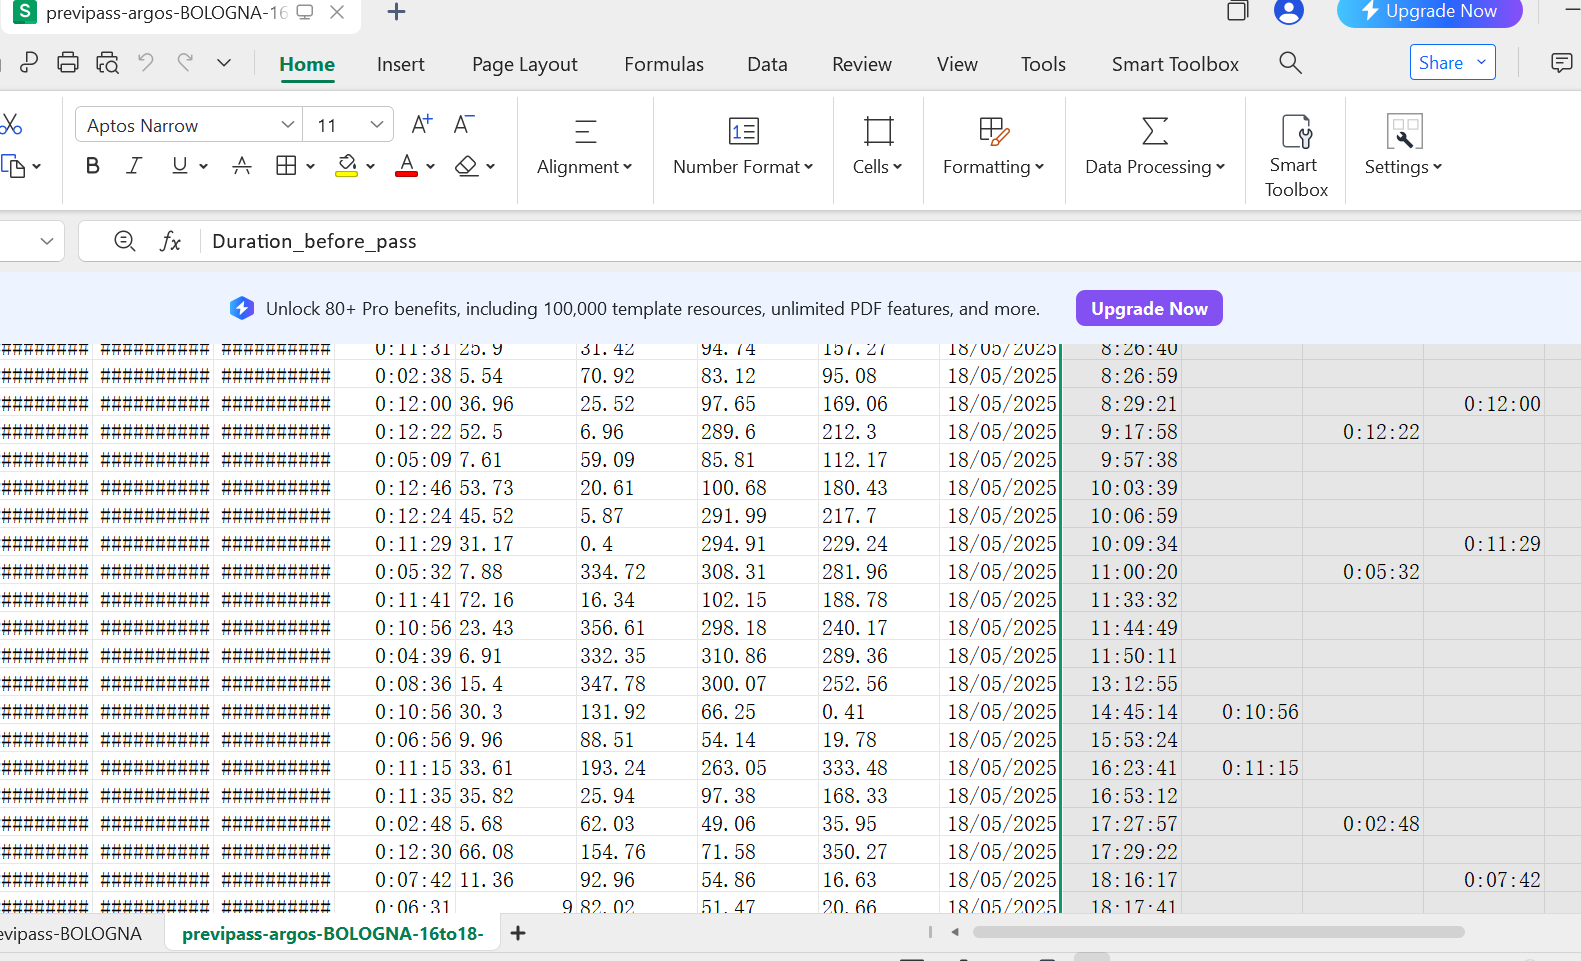 S previpass-argos-BOLOGNA-16
Upgrade Now
Home Insert Page Layout Formulas Data Review View Tools Smart Toolbox Share
Aptos Narrow 11 A+ A−
B I U A A
Alignment Number Format Cells Formatting Data Processing Smart Toolbox Settings
fx Duration_before_pass
Unlock 80+ Pro benefits, including 100,000 template resources, unlimited PDF features, and more. Upgrade Now
######## ########## ########## 0:11:31 25.9 31.42 94.74 157.27 18/05/2025 8:26:40
######## ########## ########## 0:02:38 5.54 70.92 83.12 95.08 18/05/2025 8:26:59
######## ########## ########## 0:12:00 36.96 25.52 97.65 169.06 18/05/2025 8:29:21 0:12:00
######## ########## ########## 0:12:22 52.5 6.96 289.6 212.3 18/05/2025 9:17:58 0:12:22
######## ########## ########## 0:05:09 7.61 59.09 85.81 112.17 18/05/2025 9:57:38
######## ########## ########## 0:12:46 53.73 20.61 100.68 180.43 18/05/2025 10:03:39
######## ########## ########## 0:12:24 45.52 5.87 291.99 217.7 18/05/2025 10:06:59
######## ########## ########## 0:11:29 31.17 0.4 294.91 229.24 18/05/2025 10:09:34 0:11:29
######## ########## ########## 0:05:32 7.88 334.72 308.31 281.96 18/05/2025 11:00:20 0:05:32
######## ########## ########## 0:11:41 72.16 16.34 102.15 188.78 18/05/2025 11:33:32
######## ########## ########## 0:10:56 23.43 356.61 298.18 240.17 18/05/2025 11:44:49
######## ########## ########## 0:04:39 6.91 332.35 310.86 289.36 18/05/2025 11:50:11
######## ########## ########## 0:08:36 15.4 347.78 300.07 252.56 18/05/2025 13:12:55
######## ########## ########## 0:10:56 30.3 131.92 66.25 0.41 18/05/2025 14:45:14 0:10:56
######## ########## ########## 0:06:56 9.96 88.51 54.14 19.78 18/05/2025 15:53:24
######## ########## ########## 0:11:15 33.61 193.24 263.05 333.48 18/05/2025 16:23:41 0:11:15
######## ########## ########## 0:11:35 35.82 25.94 97.38 168.33 18/05/2025 16:53:12
######## ########## ########## 0:02:48 5.68 62.03 49.06 35.95 18/05/2025 17:27:57 0:02:48
######## ########## ########## 0:12:30 66.08 154.76 71.58 350.27 18/05/2025 17:29:22
######## ########## ########## 0:07:42 11.36 92.96 54.86 16.63 18/05/2025 18:16:17 0:07:42
######## ########## ########## 0:06:31 9 82.02 51.47 20.66 18/05/2025 18:17:41
evipass-BOLOGNA previpass-argos-BOLOGNA-16to18-